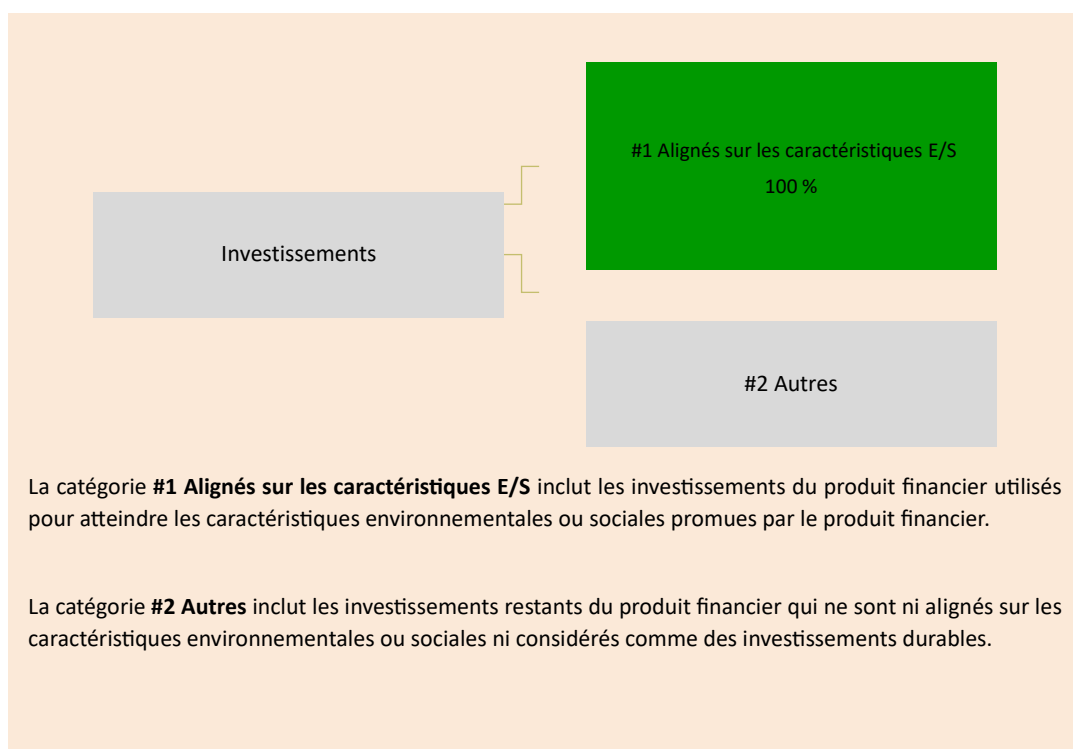 #1 Alignés sur les caractéristiques E/S
100 %
Investissements
#2 Autres
La catégorie #1 Alignés sur les caractéristiques E/S inclut les investissements du produit financier utilisés
pour atteindre les caractéristiques environnementales ou sociales promues par le produit financier.
La catégorie #2 Autres inclut les investissements restants du produit financier qui ne sont ni alignés sur les
caractéristiques environnementales ou sociales ni considérés comme des investissements durables.